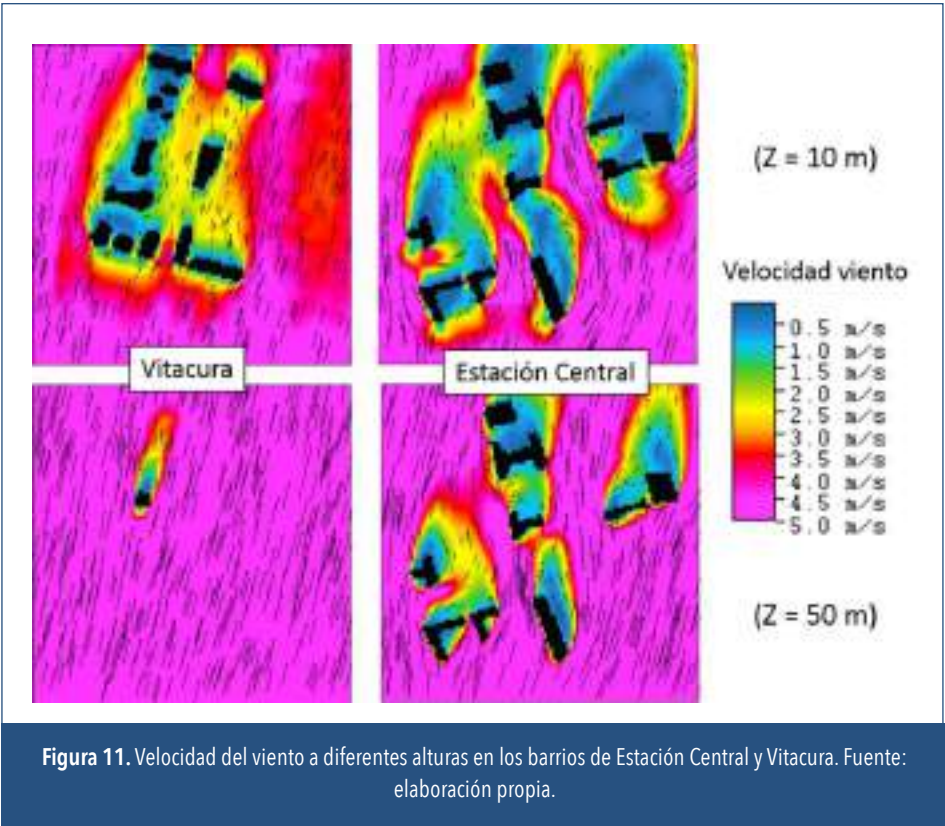 (Z = 10 m)
Velocidad viento
0.5 m/s
1.0 m/s
1.5 m/s
2.0 m/s
2.5 m/s
3.0 m/s
3.5 m/s
4.0 m/s
4.5 m/s
5.0 m/s
Vitacura
Estación Central
(Z = 50 m)
Figura 11. Velocidad del viento a diferentes alturas en los barrios de Estación Central y Vitacura. Fuente:
elaboración propia.